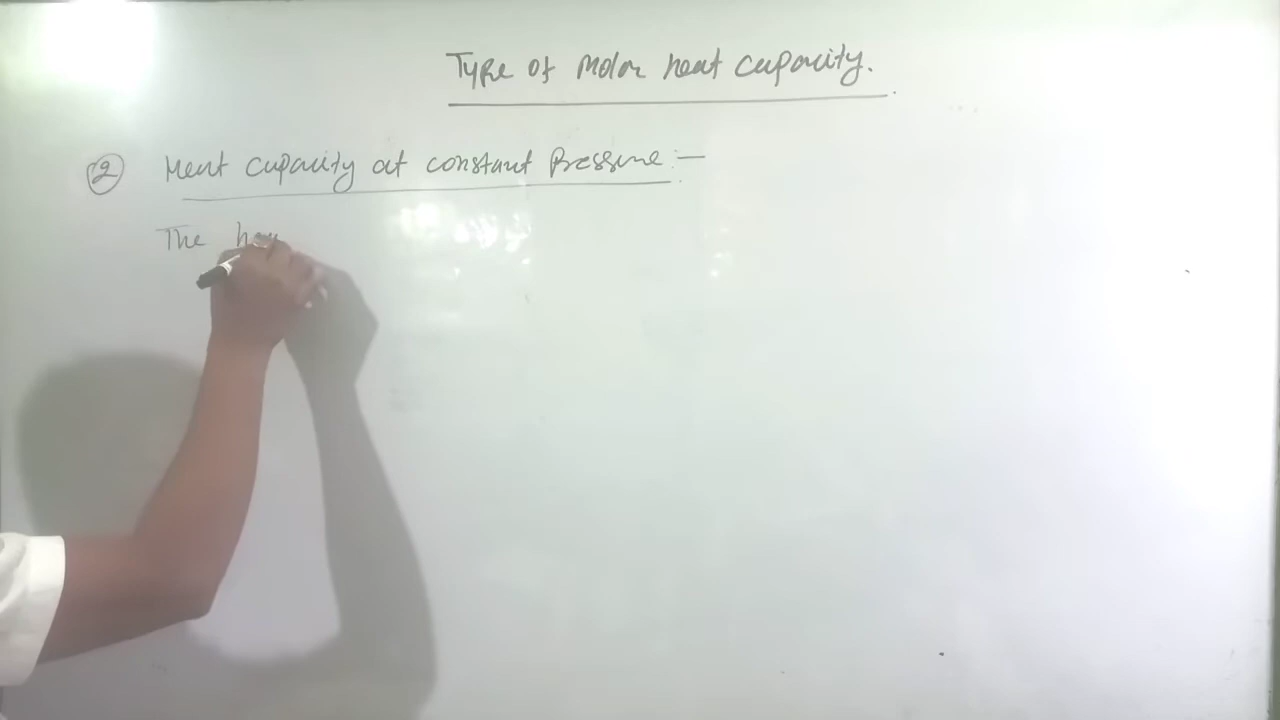 Type of molar heat capacity.
② Heat capacity at constant Pressure :-
The